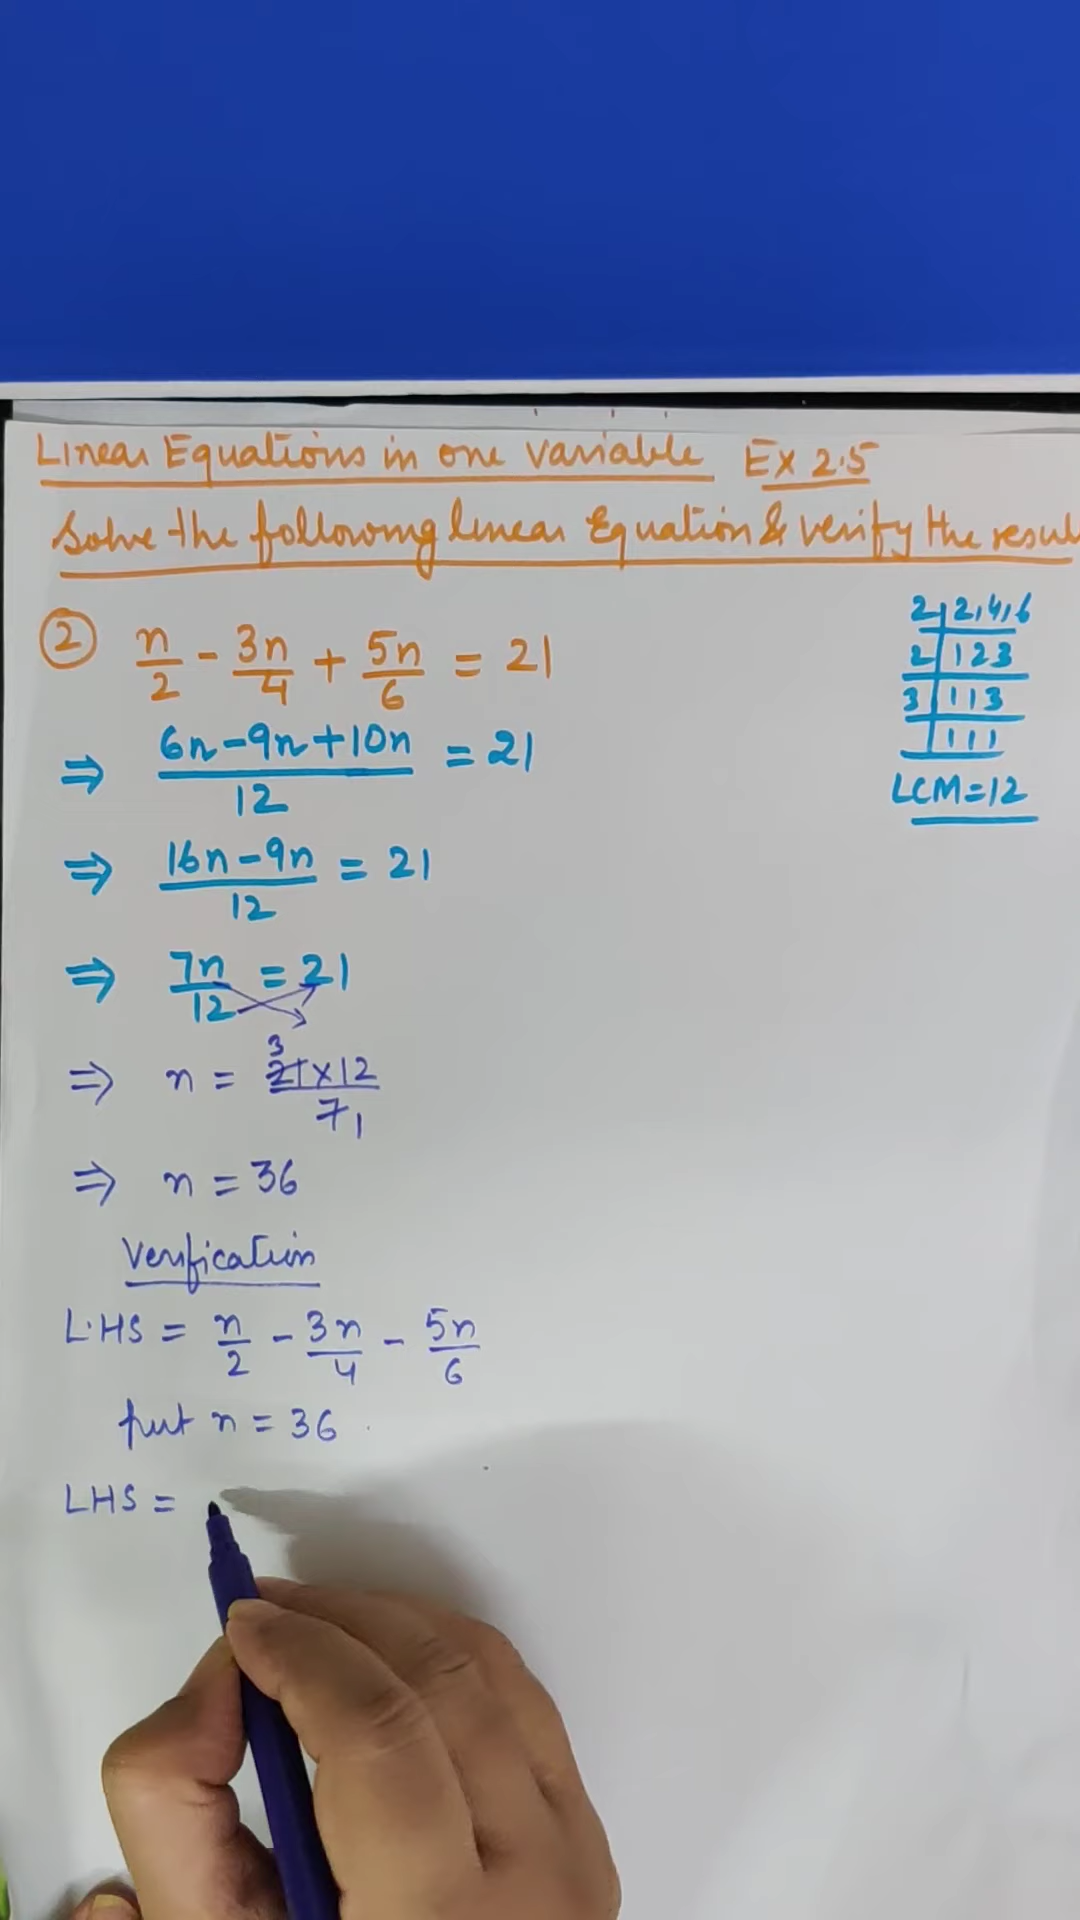 Linear Equations in one variable Ex 2.5
Solve the following linear Equation & verify the resul
② n/2 - 3n/4 + 5n/6 = 21
⇒ (6n-9n+10n)/12 = 21
⇒ (16n-9n)/12 = 21
⇒ 7n/12 = 21
⇒ n = 3 21×12/7 1
⇒ n = 36
Verification
L.HS = n/2 - 3n/4 - 5n/6
put n = 36
LHS =
2 2,4,6
2 1 2 3
3 1 1 3
1 1 1
LCM=12